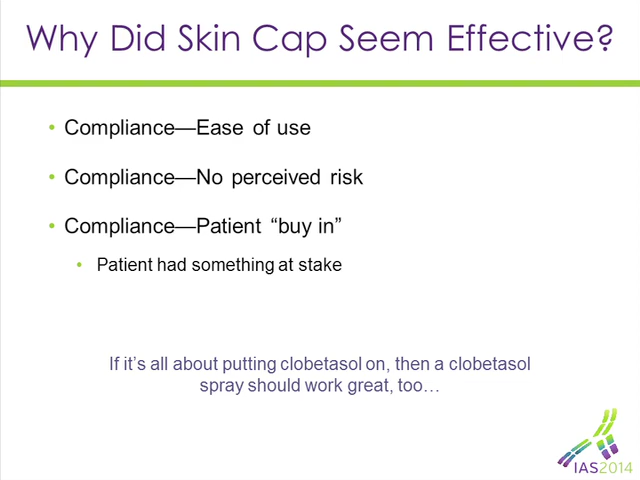 Why Did Skin Cap Seem Effective?
• Compliance—Ease of use
• Compliance—No perceived risk
• Compliance—Patient “buy in”
• Patient had something at stake
If it’s all about putting clobetasol on, then a clobetasol
spray should work great, too…
IAS2014